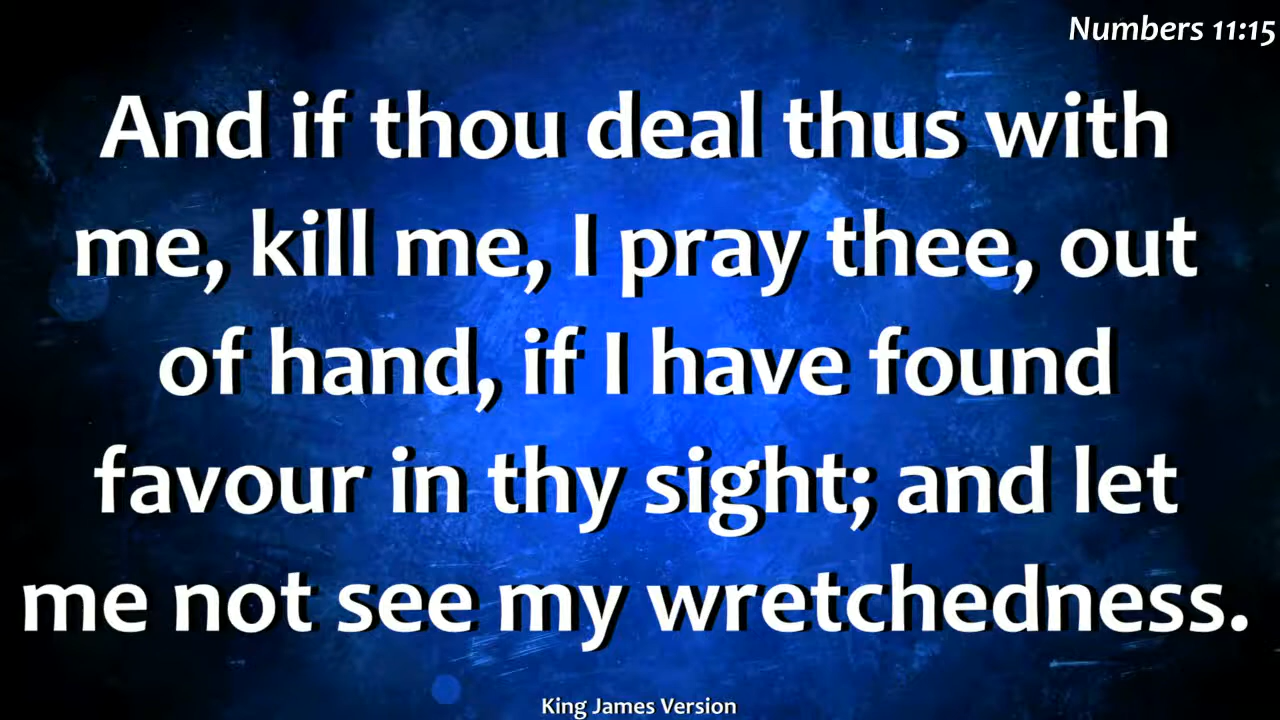 Numbers 11:15
And if thou deal thus with
me, kill me, I pray thee, out
of hand, if I have found
favour in thy sight; and let
me not see my wretchedness.
King James Version